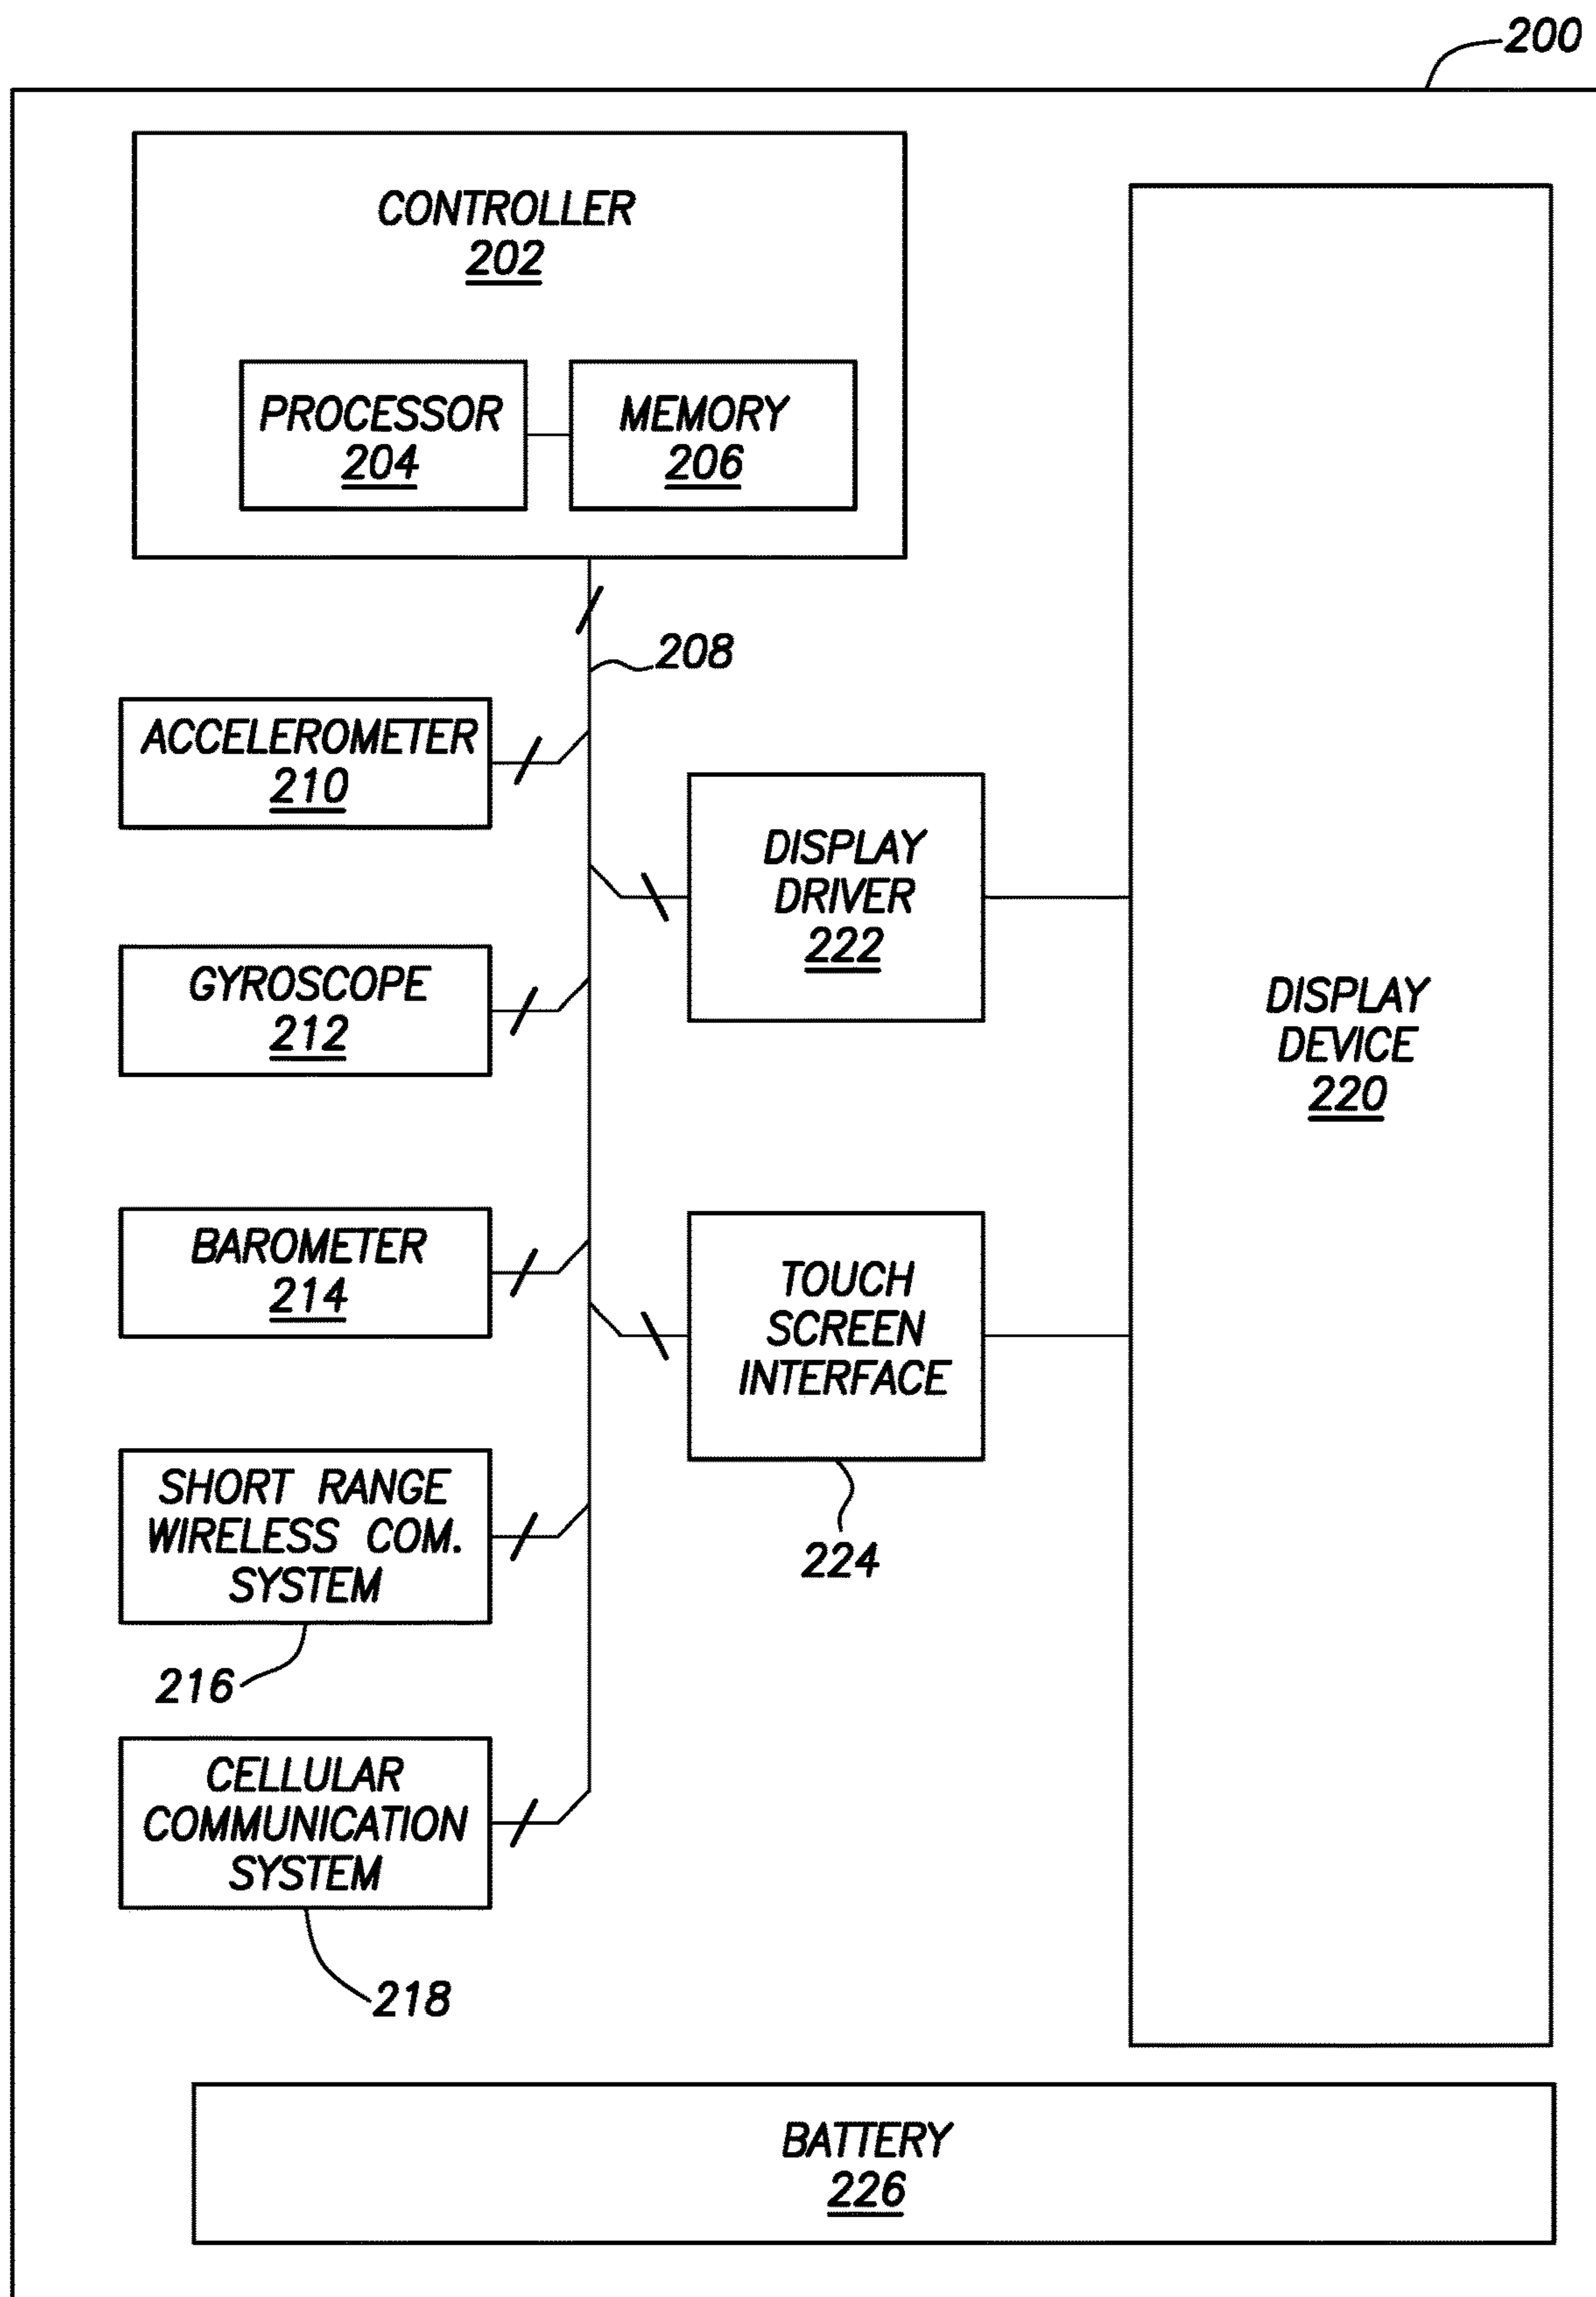 200
CONTROLLER
202
PROCESSOR
204
MEMORY
206
208
ACCELEROMETER
210
DISPLAY
DRIVER
222
GYROSCOPE
212
DISPLAY
DEVICE
220
BAROMETER
214
TOUCH
SCREEN
INTERFACE
224
SHORT RANGE
WIRELESS COM.
SYSTEM
216
CELLULAR
COMMUNICATION
SYSTEM
218
BATTERY
226